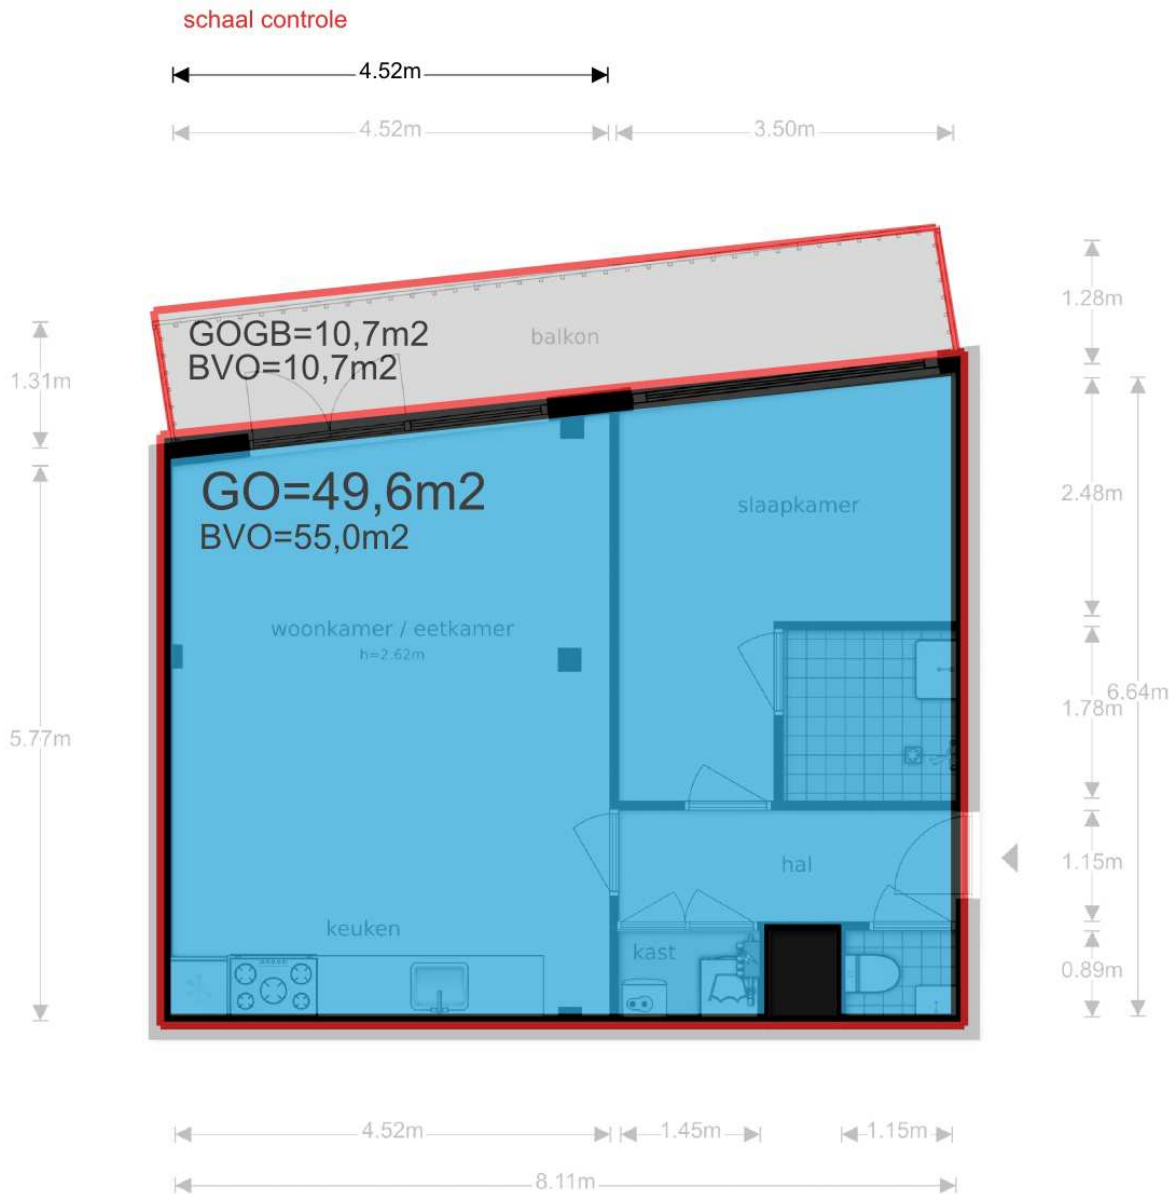 schaal controle
4.52m
4.52m
3.50m
1.28m
GOGB=10,7m2
BVO=10,7m2
balkon
1.31m
GO=49,6m2
BVO=55,0m2
slaapkamer
2.48m
woonkamer / eetkamer
h=2.62m
6.64m
1.78m
5.77m
hal
1.15m
keuken
kast
0.89m
4.52m
1.45m
1.15m
8.11m